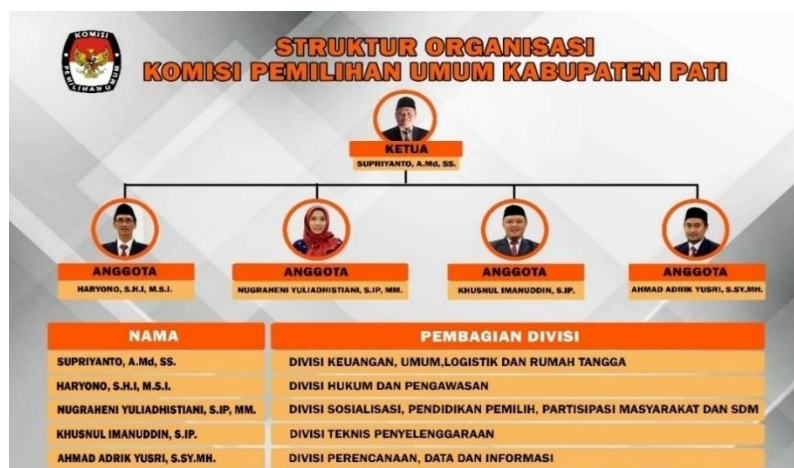 KOMISI
PEMILIHAN UMUM
STRUKTUR ORGANISASI
KOMISI PEMILIHAN UMUM KABUPATEN PATI
KETUA
SUPRIYANTO, A.Md, SS.
ANGGOTA
HARYONO, S.H.I, M.S.I.
ANGGOTA
NUGRAHENI YULIADHISTIANI, S.IP, MM.
ANGGOTA
KHUSNUL IMANUDDIN, S.IP.
ANGGOTA
AHMAD ADRIK YUSRI, S.SY.MH.
NAMA PEMBAGIAN DIVISI
SUPRIYANTO, A.Md, SS. DIVISI KEUANGAN, UMUM,LOGISTIK DAN RUMAH TANGGA
HARYONO, S.H.I, M.S.I. DIVISI HUKUM DAN PENGAWASAN
NUGRAHENI YULIADHISTIANI, S.IP, MM. DIVISI SOSIALISASI, PENDIDIKAN PEMILIH, PARTISIPASI MASYARAKAT DAN SDM
KHUSNUL IMANUDDIN, S.IP. DIVISI TEKNIS PENYELENGGARAAN
AHMAD ADRIK YUSRI, S.SY.MH. DIVISI PERENCANAAN, DATA DAN INFORMASI